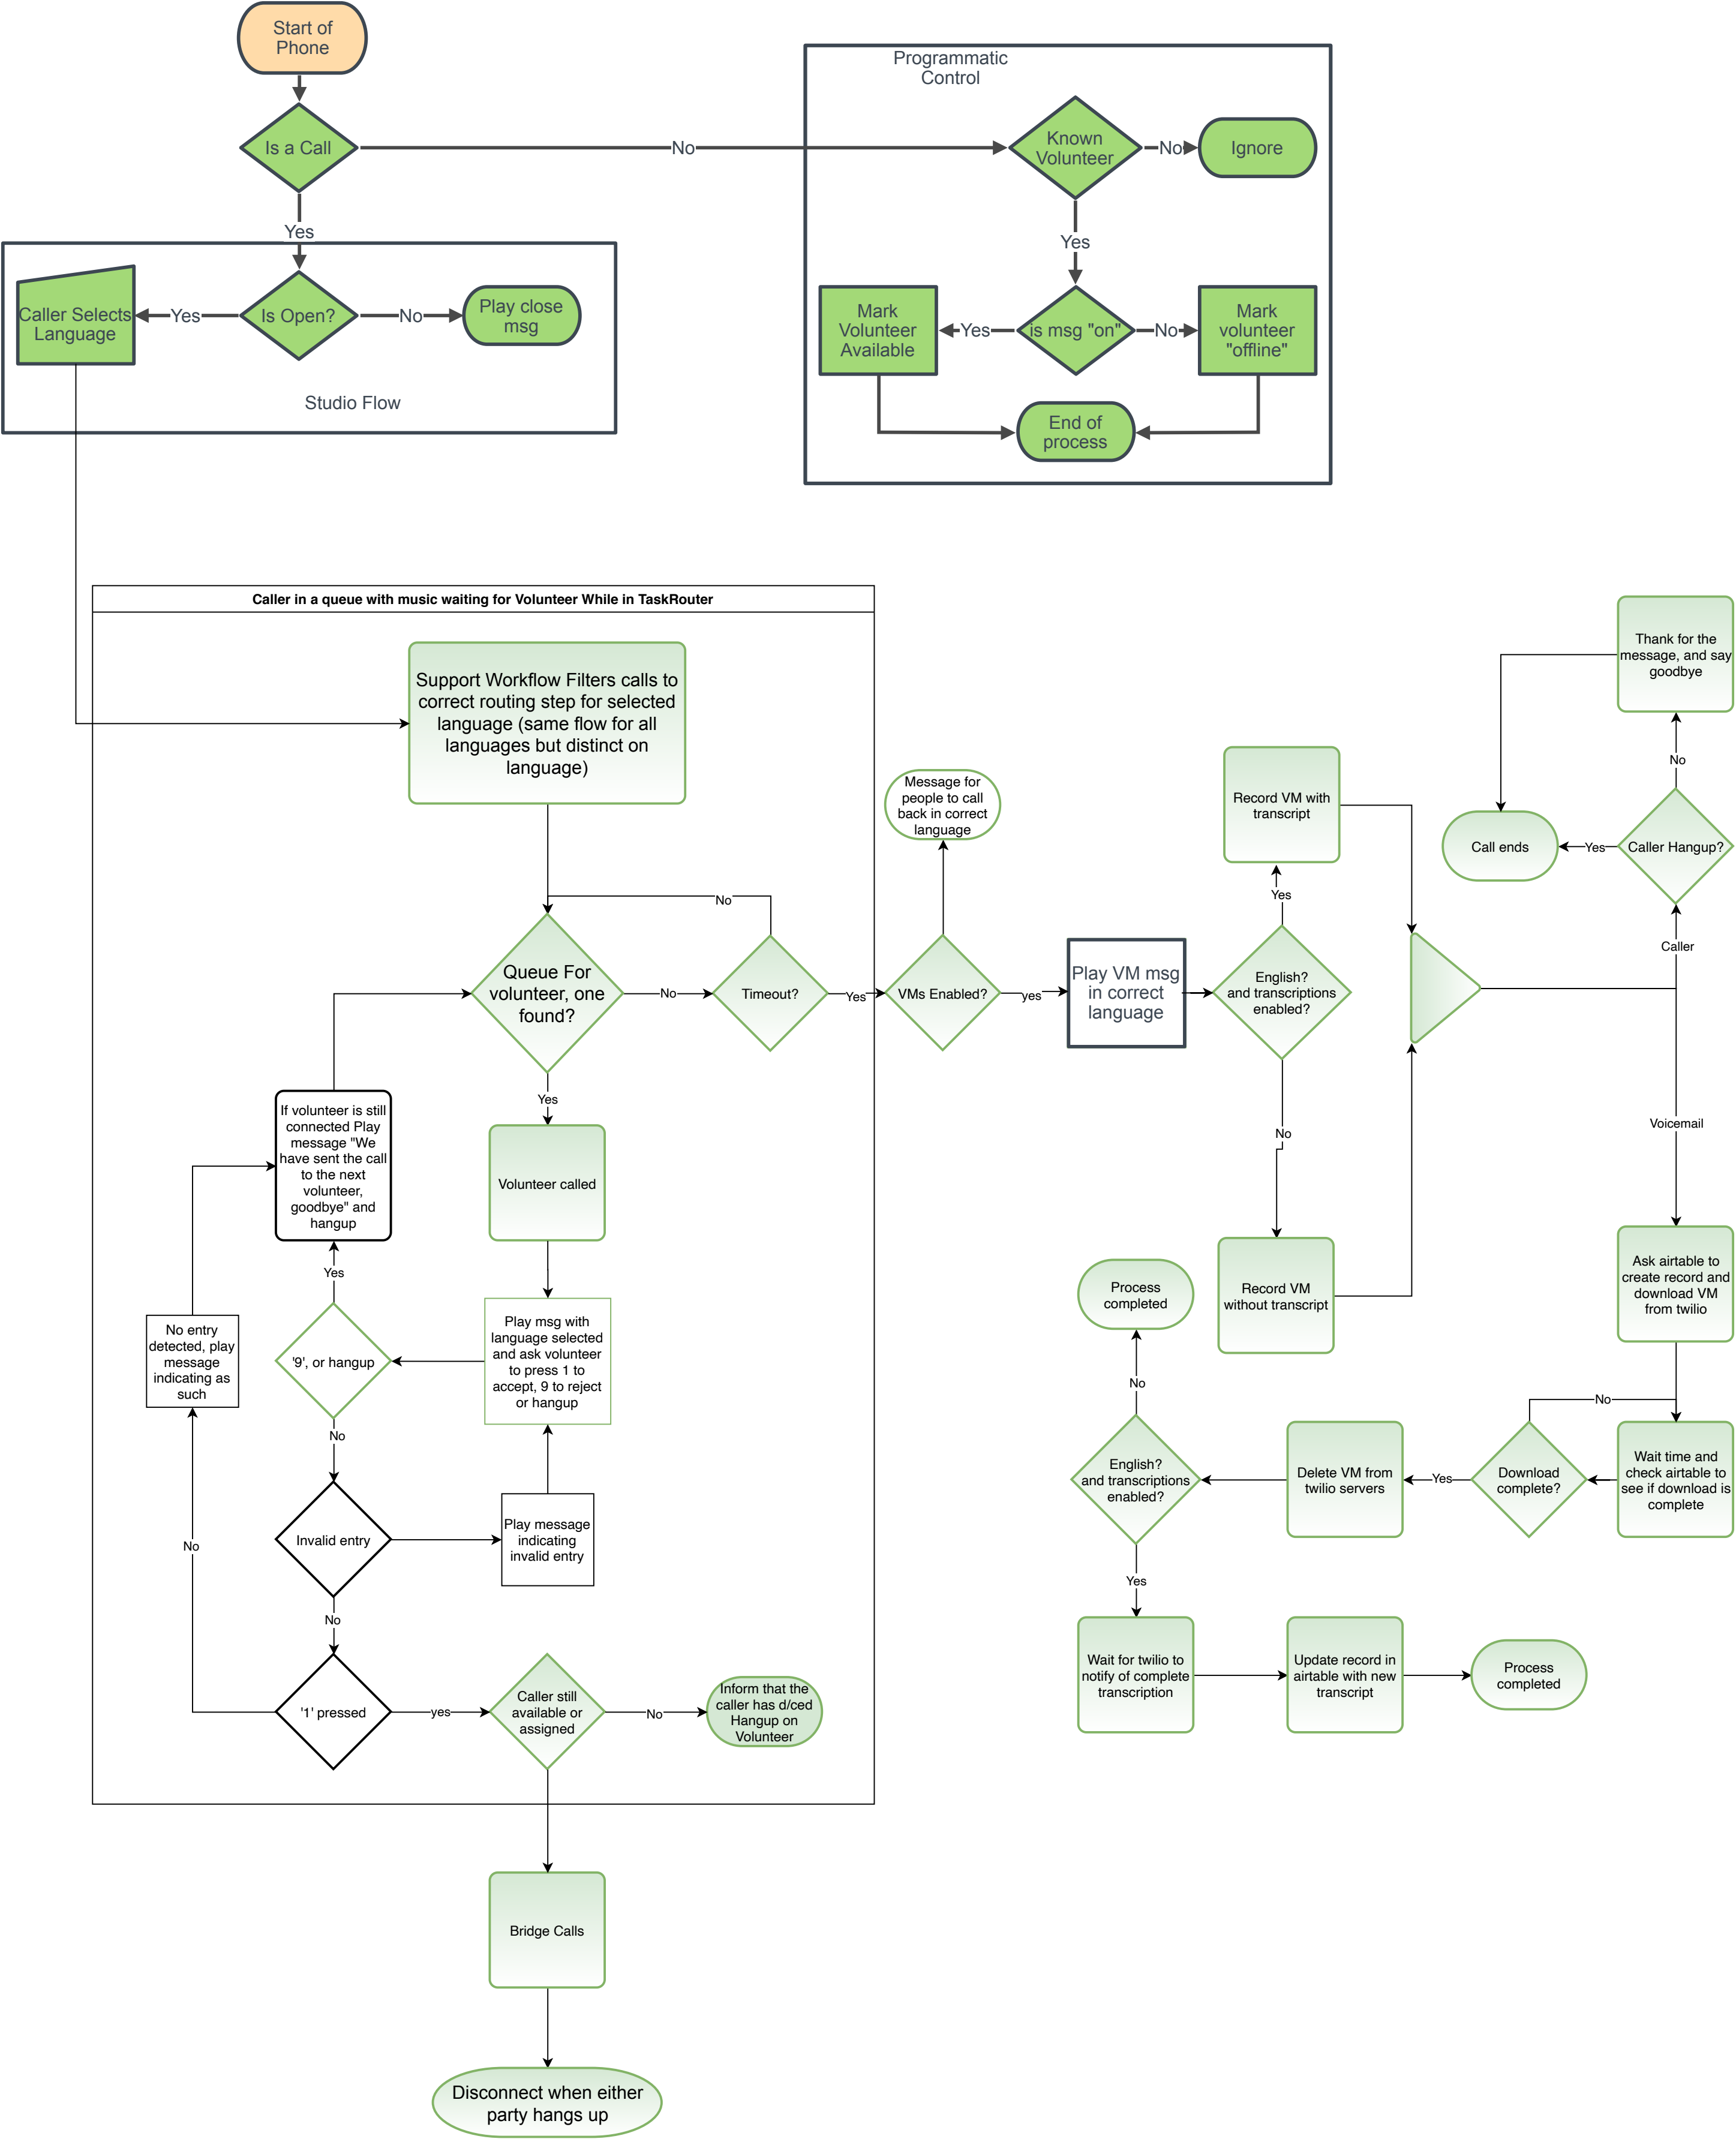 Start of
Phone
Programmatic
Control
Is a Call
No
Known
Volunteer
No
Ignore
Yes
Yes
Caller Selects
Language
Yes
Is Open?
No
Play close
msg
Studio Flow
Mark
Volunteer
Available
Yes
is msg "on"
No
Mark
volunteer
"offline"
End of
process
Caller in a queue with music waiting for Volunteer While in TaskRouter
Support Workflow Filters calls to
correct routing step for selected
language (same flow for all
languages but distinct on
language)
No
Queue For
volunteer, one
found?
No
Timeout?
Yes
Yes
Volunteer called
If volunteer is still
connected Play
message "We
have sent the call
to the next
volunteer,
goodbye" and
hangup
Yes
'9', or hangup
Play msg with
language selected
and ask volunteer
to press 1 to
accept, 9 to reject
or hangup
No entry
detected, play
message
indicating as
such
No
Invalid entry
Play message
indicating
invalid entry
No
No
'1' pressed
yes
Caller still
available or
assigned
No
Inform that the
caller has d/ced
Hangup on
Volunteer
Bridge Calls
Disconnect when either
party hangs up
Message for
people to call
back in correct
language
VMs Enabled?
yes
Play VM msg
in correct
language
English?
and transcriptions
enabled?
Yes
Record VM with
transcript
No
Record VM
without transcript
Thank for the
message, and say
goodbye
No
Call ends
Yes
Caller Hangup?
Caller
Voicemail
Ask airtable to
create record and
download VM
from twilio
No
Wait time and
check airtable to
see if download is
complete
Download
complete?
Yes
Delete VM from
twilio servers
English?
and transcriptions
enabled?
No
Process
completed
Yes
Wait for twilio to
notify of complete
transcription
Update record in
airtable with new
transcript
Process
completed